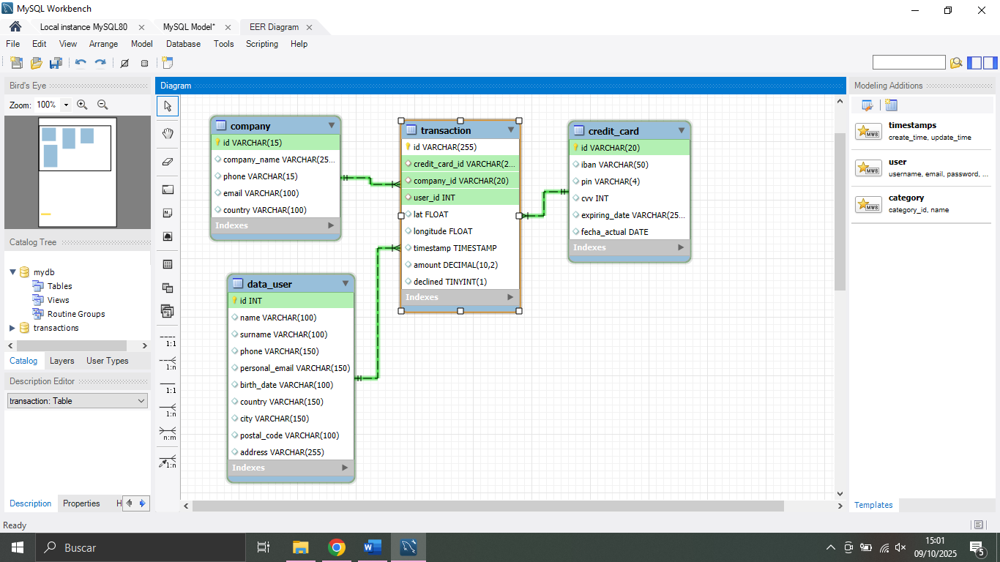 MySQL Workbench
Local instance MySQL80
MySQL Model*
EER Diagram
File Edit View Arrange Model Database Tools Scripting Help
Bird's Eye
Zoom: 100%
Catalog Tree
mydb
Tables
Views
Routine Groups
transactions
Catalog Layers User Types
Description Editor
transaction: Table
Description Properties H
Ready
Diagram
1:1
1:n
1:1
1:n
n:m
1:n
company
id VARCHAR(15)
company_name VARCHAR(25...
phone VARCHAR(15)
email VARCHAR(100)
country VARCHAR(100)
Indexes
data_user
id INT
name VARCHAR(100)
surname VARCHAR(100)
phone VARCHAR(150)
personal_email VARCHAR(150)
birth_date VARCHAR(100)
country VARCHAR(150)
city VARCHAR(150)
postal_code VARCHAR(100)
address VARCHAR(255)
Indexes
transaction
id VARCHAR(255)
credit_card_id VARCHAR(2...
company_id VARCHAR(20)
user_id INT
lat FLOAT
longitude FLOAT
timestamp TIMESTAMP
amount DECIMAL(10,2)
declined TINYINT(1)
Indexes
credit_card
id VARCHAR(20)
iban VARCHAR(50)
pin VARCHAR(4)
cvv INT
expiring_date VARCHAR(25...
fecha_actual DATE
Indexes
Modeling Additions
MWB
timestamps
create_time, update_time
MWB
user
username, email, password, ...
MWB
category
category_id, name
Templates
Buscar
15:01
09/10/2025
5